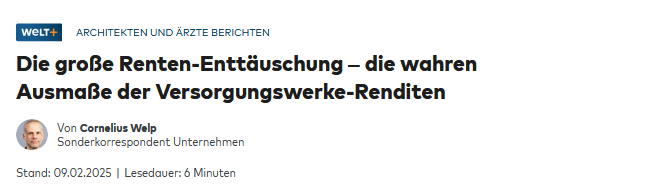 WELT+ ARCHITEKTEN UND ÄRZTE BERICHTEN
Die große Renten-Enttäuschung – die wahren
Ausmaße der Versorgungswerke-Renditen
Von Cornelius Welp
Sonderkorrespondent Unternehmen
Stand: 09.02.2025 | Lesedauer: 6 Minuten